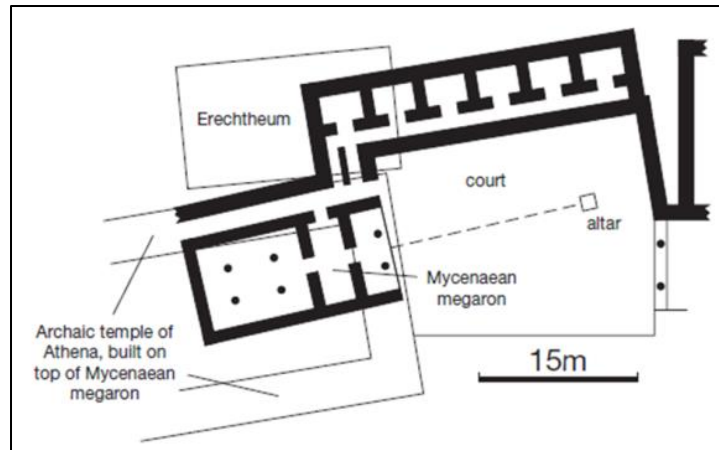 Erechtheum
court
altar
Mycenaean
megaron
Archaic temple of
Athena, built on
top of Mycenaean
megaron
15m